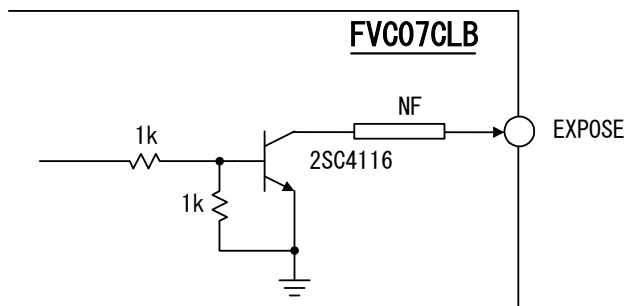 FVC07CLB
NF
EXPOSE
1k
2SC4116
1k